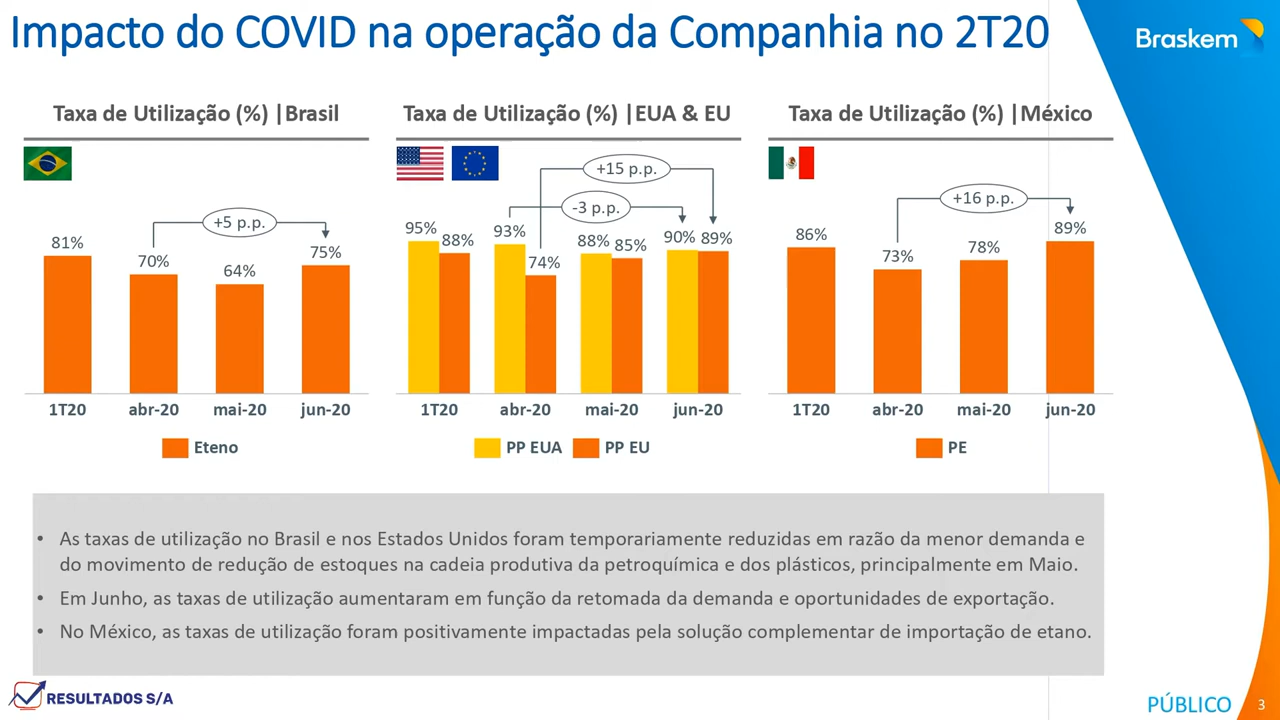 Impacto do COVID na operação da Companhia no 2T20
Braskem
Taxa de Utilização (%) |Brasil
+5 p.p.
81%
70%
64%
75%
1T20
abr-20
mai-20
jun-20
Eteno
Taxa de Utilização (%) |EUA & EU
+15 p.p.
-3 p.p.
95%
88%
93%
74%
88%
85%
90%
89%
1T20
abr-20
mai-20
jun-20
PP EUA
PP EU
Taxa de Utilização (%) |México
+16 p.p.
86%
73%
78%
89%
1T20
abr-20
mai-20
jun-20
PE
• As taxas de utilização no Brasil e nos Estados Unidos foram temporariamente reduzidas em razão da menor demanda e
do movimento de redução de estoques na cadeia produtiva da petroquímica e dos plásticos, principalmente em Maio.
• Em Junho, as taxas de utilização aumentaram em função da retomada da demanda e oportunidades de exportação.
• No México, as taxas de utilização foram positivamente impactadas pela solução complementar de importação de etano.
RESULTADOS S/A
PÚBLICO
3